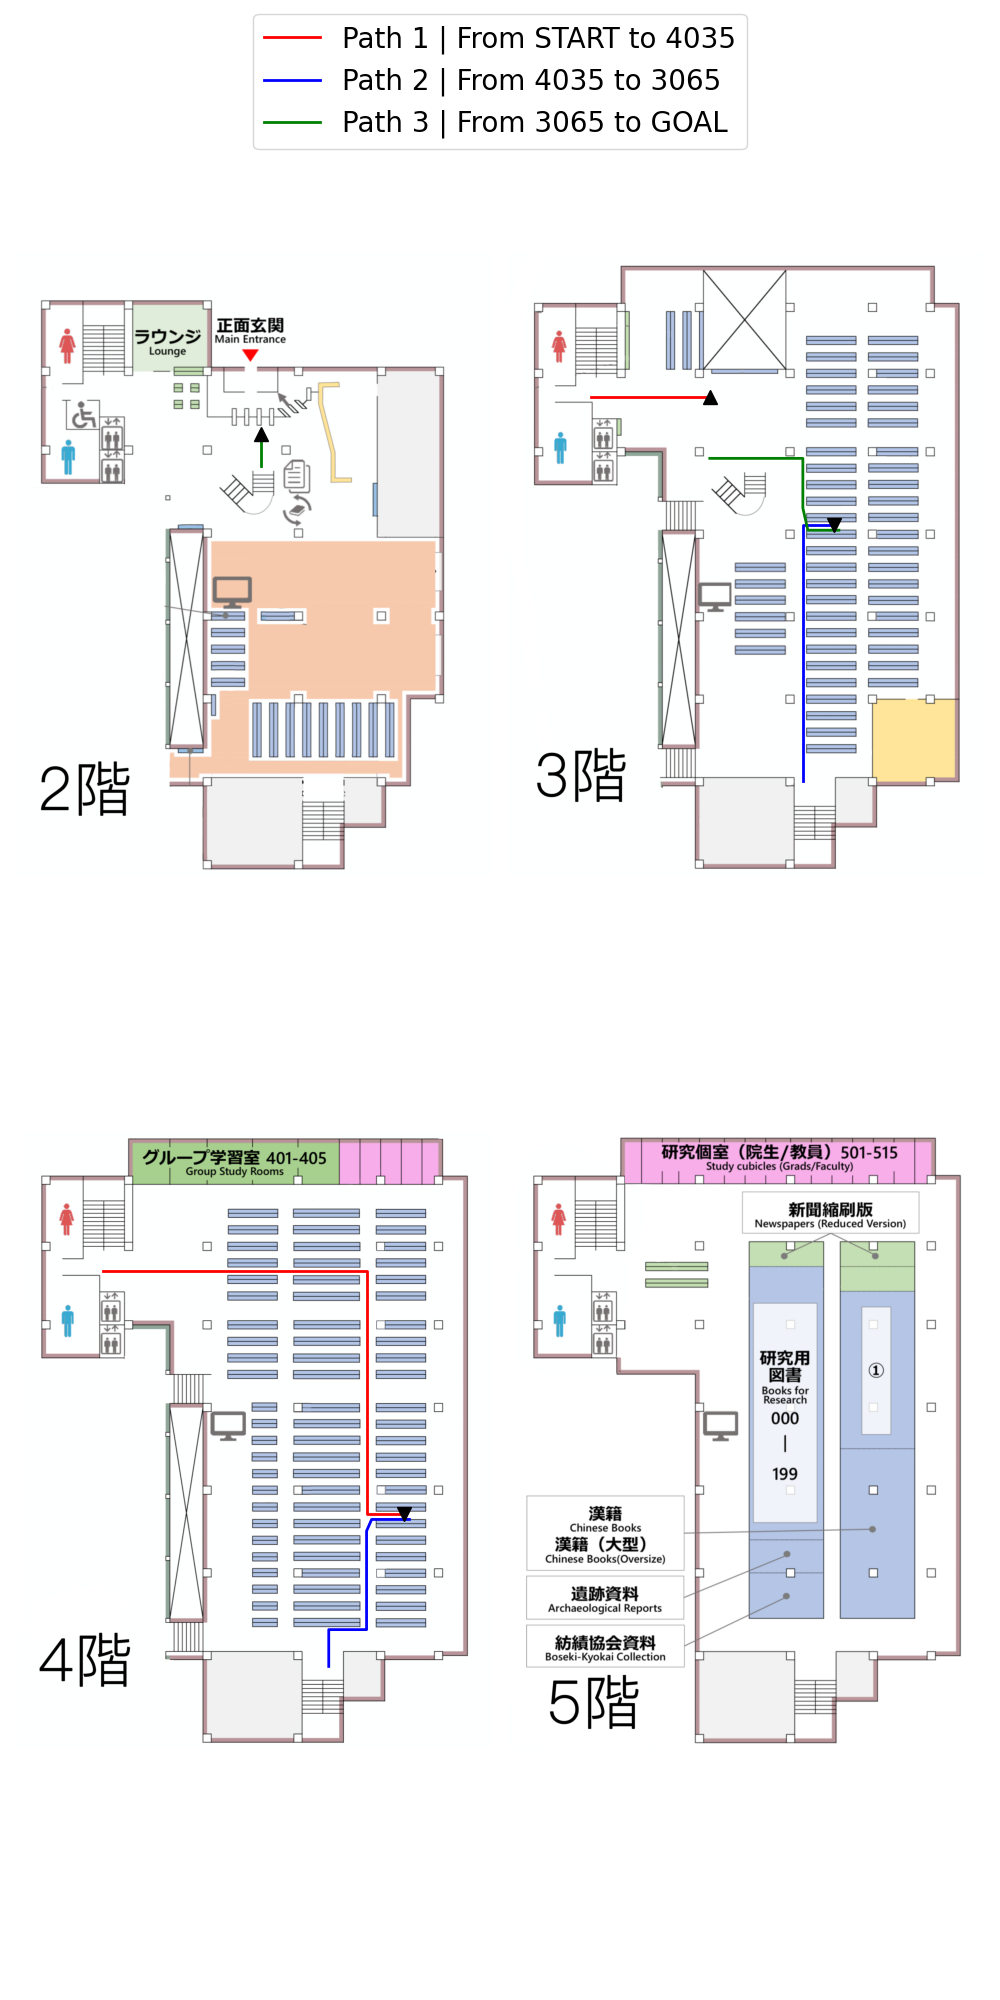 Path 1 | From START to 4035
Path 2 | From 4035 to 3065
Path 3 | From 3065 to GOAL
ラウンジ
Lounge
正面玄関
Main Entrance
2階
3階
グループ学習室 401-405
Group Study Rooms
4階
研究個室（院生/教員）501-515
Study cubicles (Grads/Faculty)
新聞縮刷版
Newspapers (Reduced Version)
研究用
図書
Books for
Research
000
|
199
①
漢籍
Chinese Books
漢籍（大型）
Chinese Books(Oversize)
遺跡資料
Archaeological Reports
紡績協会資料
Boseki-Kyokai Collection
5階